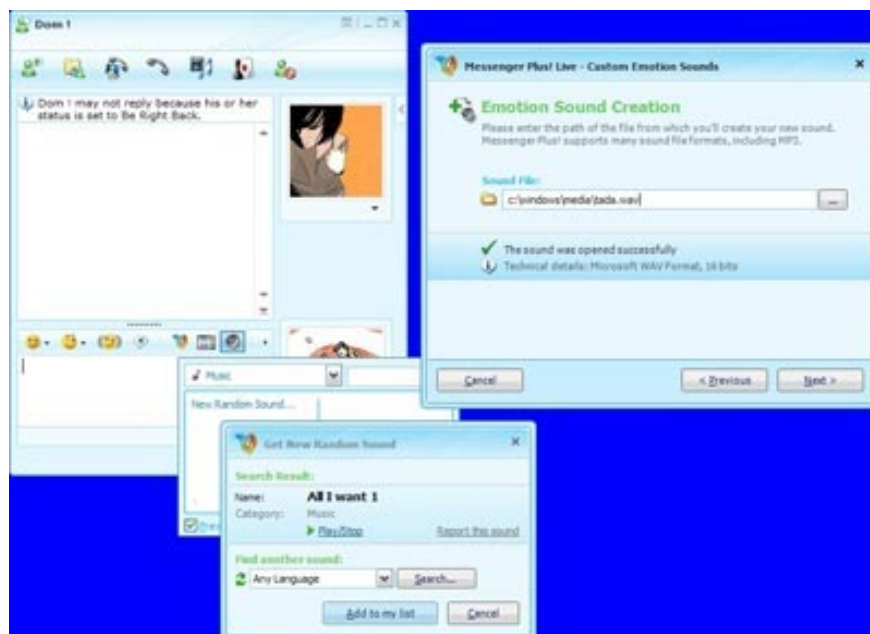 Dom !
Dom ! may not reply because his or her
status is set to Be Right Back.
Messenger Plus! Live - Custom Emotion Sounds
Emotion Sound Creation
Please enter the path of the file from which you'll create your new sound.
Messenger Plus! supports many sound file formats, including MP3.
Sound File:
c:\windows\media\tada.wav
...
The sound was opened successfully
Technical details: Microsoft WAV Format, 16 bits
Cancel
< Previous
Next >
Music
New Random Sound...
Get New Random Sound
Search Result:
Name: All I want 1
Category: Music
Play/Stop Report this sound
Find another sound:
Any Language Search...
Add to my list Cancel